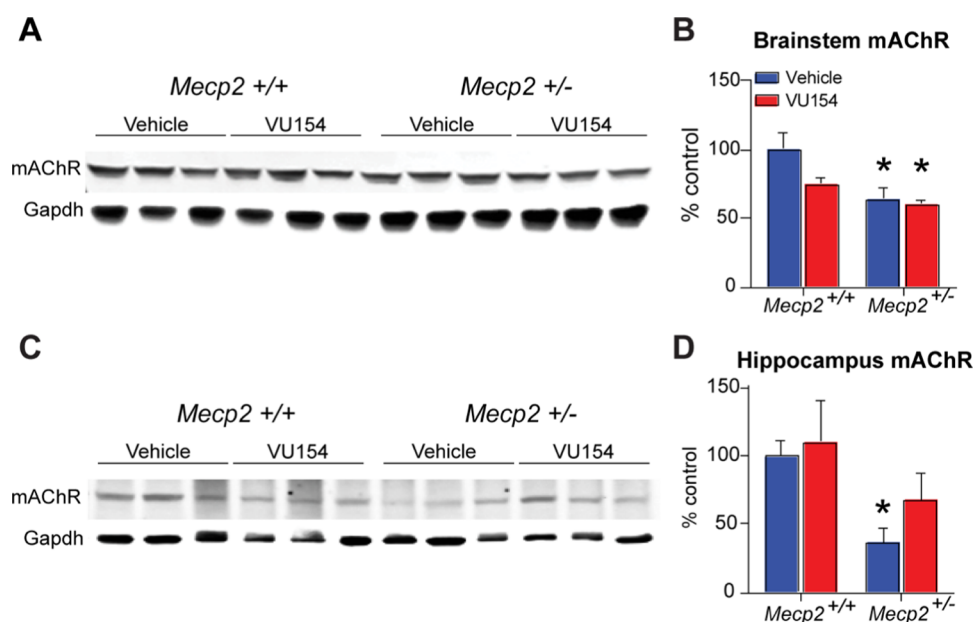 A
Mecp2 +/+
Mecp2 +/-
Vehicle
VU154
Vehicle
VU154
mAChR
Gapdh
B
Brainstem mAChR
Vehicle
VU154
% control
150
100
50
0
Mecp2 +/+
Mecp2 +/-
*
*
C
Mecp2 +/+
Mecp2 +/-
Vehicle
VU154
Vehicle
VU154
mAChR
Gapdh
D
Hippocampus mAChR
% control
150
100
50
0
*
Mecp2 +/+
Mecp2 +/-